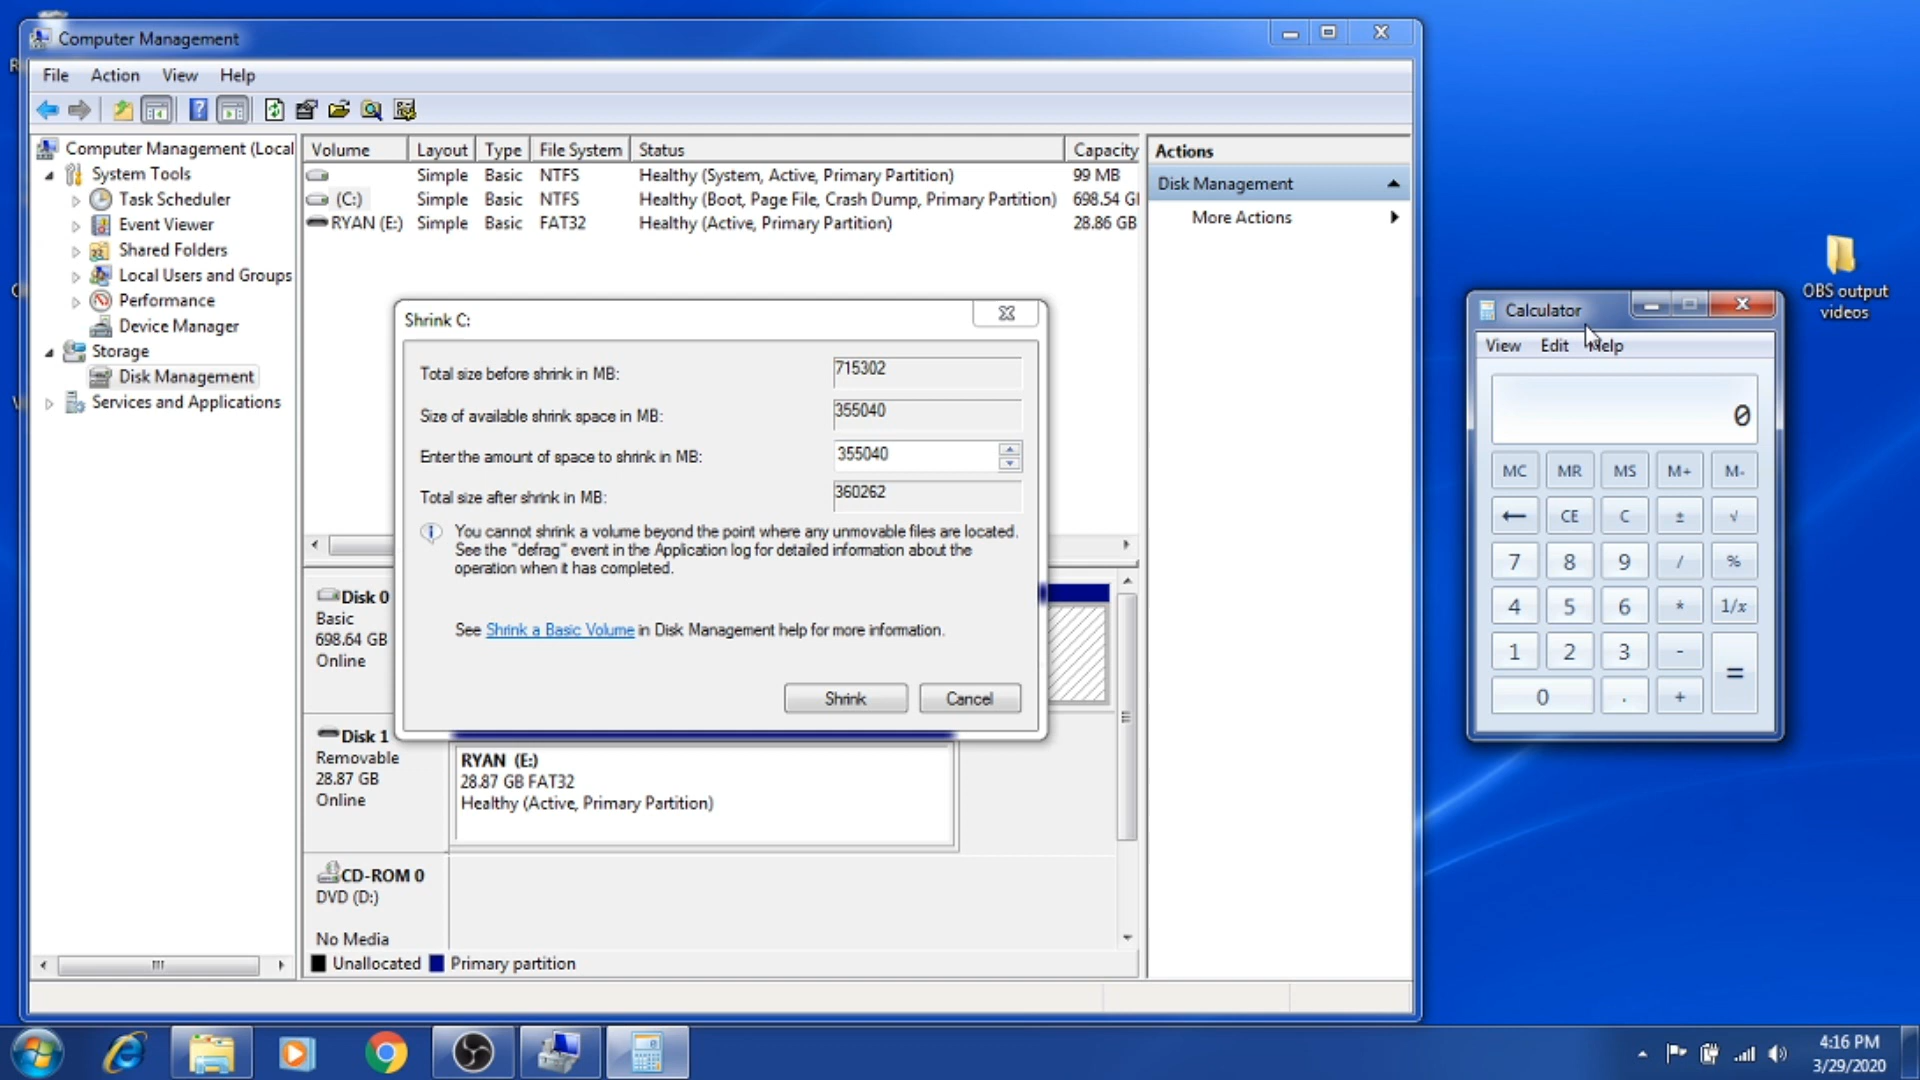 Computer Management
File Action View Help
Computer Management (Local
System Tools
Task Scheduler
Event Viewer
Shared Folders
Local Users and Groups
Performance
Device Manager
Storage
Disk Management
Services and Applications
Volume Layout Type File System Status Capacity
Simple Basic NTFS Healthy (System, Active, Primary Partition) 99 MB
(C:) Simple Basic NTFS Healthy (Boot, Page File, Crash Dump, Primary Partition) 698.54 GI
RYAN (E:) Simple Basic FAT32 Healthy (Active, Primary Partition) 28.86 GB
Actions
Disk Management
More Actions
Shrink C:
Total size before shrink in MB: 715302
Size of available shrink space in MB: 355040
Enter the amount of space to shrink in MB: 355040
Total size after shrink in MB: 360262
You cannot shrink a volume beyond the point where any unmovable files are located.
See the "defrag" event in the Application log for detailed information about the
operation when it has completed.
See Shrink a Basic Volume in Disk Management help for more information.
Shrink Cancel
Disk 0
Basic
698.64 GB
Online
Disk 1
Removable
28.87 GB
Online
RYAN (E:)
28.87 GB FAT32
Healthy (Active, Primary Partition)
CD-ROM 0
DVD (D:)
No Media
Unallocated Primary partition
Calculator
View Edit Help
0
MC MR MS M+ M-
← CE C ± √
7 8 9 / %
4 5 6 * 1/x
1 2 3 - =
0 . +
OBS output
videos
4:16 PM
3/29/2020